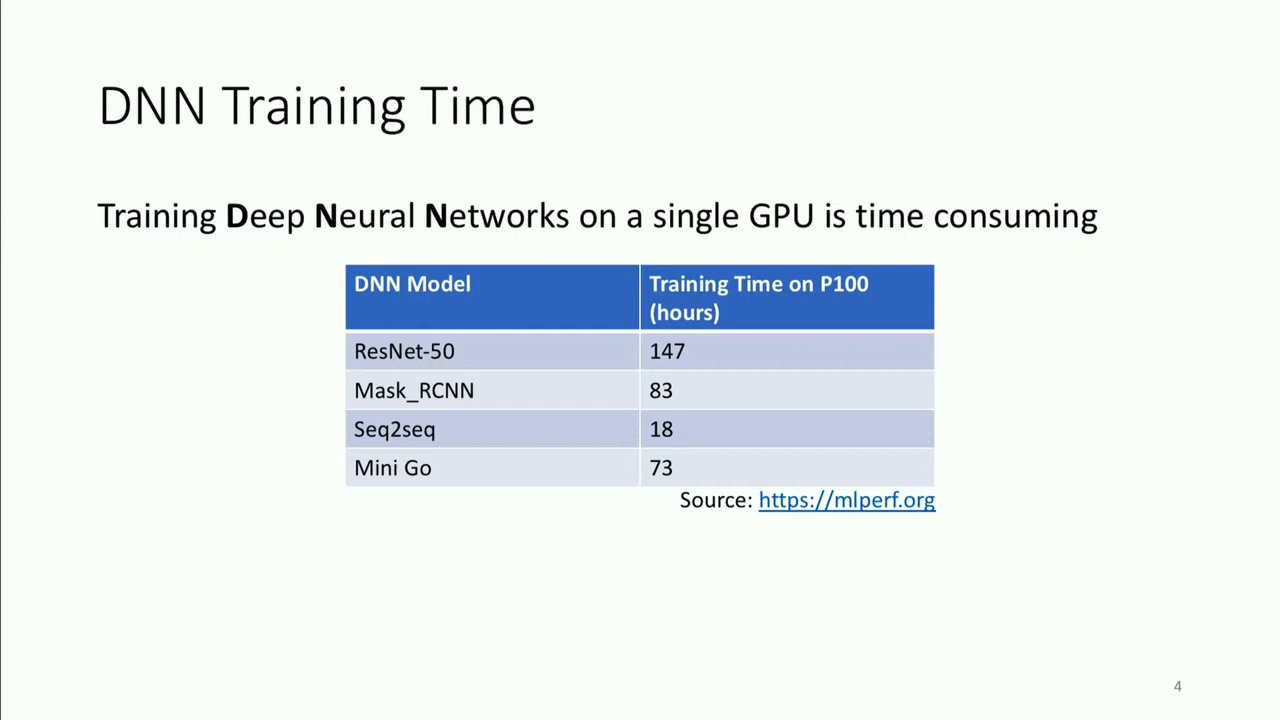 DNN Training Time
Training Deep Neural Networks on a single GPU is time consuming
DNN Model
Training Time on P100
(hours)
ResNet-50 147
Mask_RCNN 83
Seq2seq 18
Mini Go 73
Source: https://mlperf.org
4